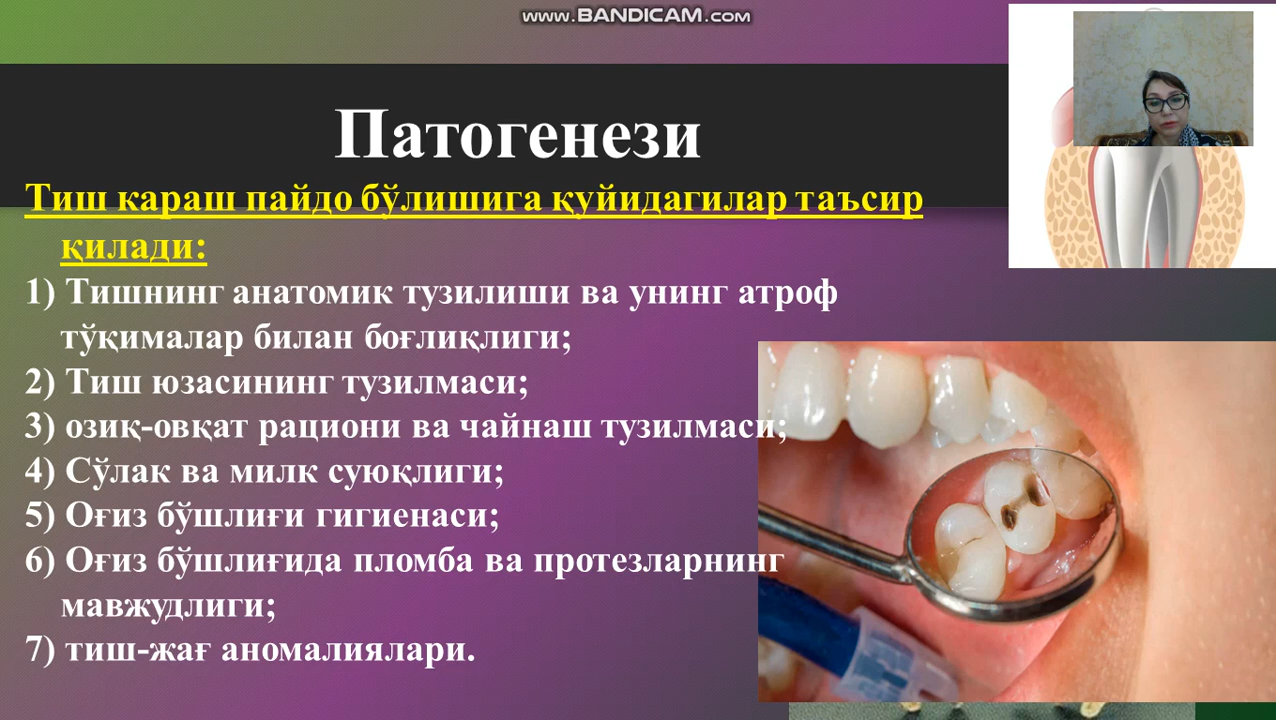 www.BANDICAM.com
Патогенези
Тиш караш пайдо бўлишига қуйидагилар таъсир
қилади:
1) Тишнинг анатомик тузилиши ва унинг атроф
тўқималар билан боғлиқлиги;
2) Тиш юзасининг тузилмаси;
3) озиқ-овқат рациони ва чайнаш тузилмаси;
4) Сўлак ва милк суюқлиги;
5) Оғиз бўшлиғи гигиенаси;
6) Оғиз бўшлиғида пломба ва протезларнинг
мавжудлиги;
7) тиш-жағ аномалиялари.